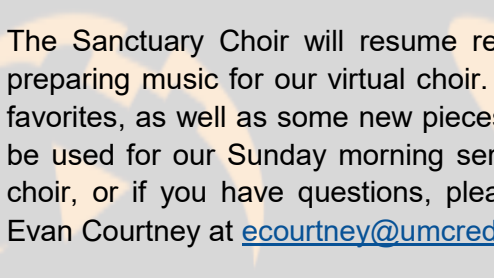 The Sanctuary Choir will resume re
preparing music for our virtual choir.
favorites, as well as some new pieces
be used for our Sunday morning ser
choir, or if you have questions, plea
Evan Courtney at ecourtney@umcred